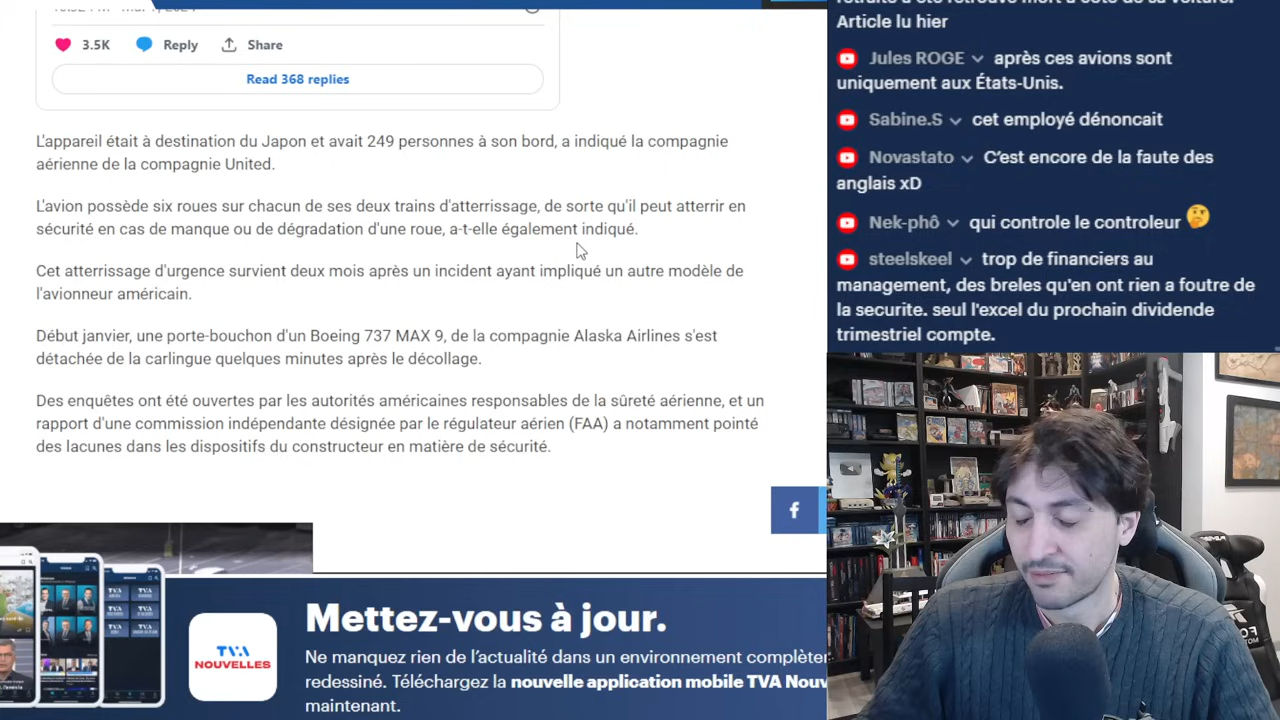 3.5K Reply Share
Read 368 replies
L'appareil était à destination du Japon et avait 249 personnes à son bord, a indiqué la compagnie
aérienne de la compagnie United.
L'avion possède six roues sur chacun de ses deux trains d'atterrissage, de sorte qu'il peut atterrir en
sécurité en cas de manque ou de dégradation d'une roue, a-t-elle également indiqué.
Cet atterrissage d'urgence survient deux mois après un incident ayant impliqué un autre modèle de
l'avionneur américain.
Début janvier, une porte-bouchon d'un Boeing 737 MAX 9, de la compagnie Alaska Airlines s'est
détachée de la carlingue quelques minutes après le décollage.
Des enquêtes ont été ouvertes par les autorités américaines responsables de la sûreté aérienne, et un
rapport d'une commission indépendante désignée par le régulateur aérien (FAA) a notamment pointé
des lacunes dans les dispositifs du constructeur en matière de sécurité.
f
TVA
NOUVELLES
Mettez-vous à jour.
Ne manquez rien de l'actualité dans un environnement complèter
redessiné. Téléchargez la nouvelle application mobile TVA Nouv
maintenant.
Article lu hier
Jules ROGE après ces avions sont
uniquement aux États-Unis.
Sabine.S cet employé dénoncait
Novastato C'est encore de la faute des
anglais xD
Nek-phô qui controle le controleur 🤔
steelskeel trop de financiers au
management, des breles qu'en ont rien a foutre de
la securite. seul l'excel du prochain dividende
trimestriel compte.